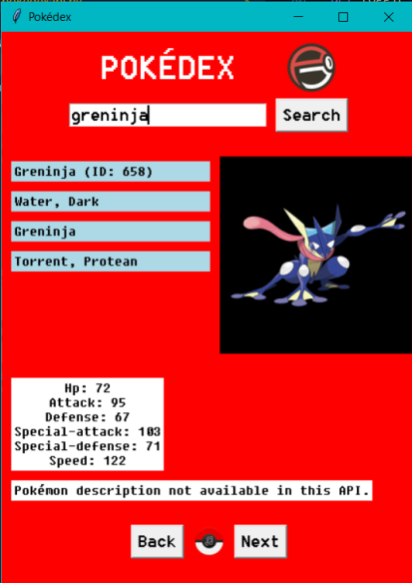 Pokédex
POKÉDEX
greninja
Search
Greninja (ID: 658)
Water, Dark
Greninja
Torrent, Protean
Hp: 72
Attack: 95
Defense: 67
Special-attack: 103
Special-defense: 71
Speed: 122
Pokémon description not available in this API.
Back
Next